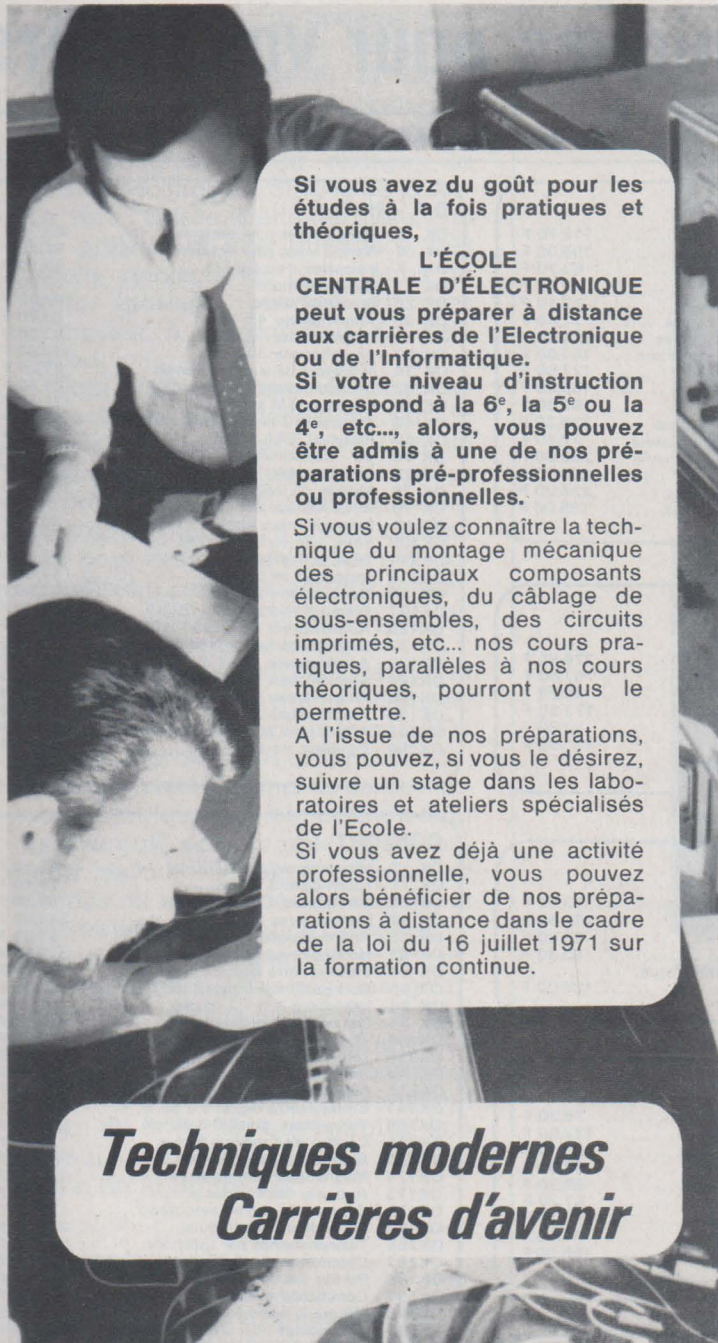 Si vous avez du goût pour les
études à la fois pratiques et
théoriques,
L'ÉCOLE
CENTRALE D'ÉLECTRONIQUE
peut vous préparer à distance
aux carrières de l'Electronique
ou de l'Informatique.
Si votre niveau d'instruction
correspond à la 6e, la 5e ou la
4e, etc..., alors, vous pouvez
être admis à une de nos pré-
parations pré-professionnelles
ou professionnelles.
Si vous voulez connaître la tech-
nique du montage mécanique
des principaux composants
électroniques, du câblage de
sous-ensembles, des circuits
imprimés, etc... nos cours pra-
tiques, parallèles à nos cours
théoriques, pourront vous le
permettre.
A l'issue de nos préparations,
vous pouvez, si vous le désirez,
suivre un stage dans les labo-
ratoires et ateliers spécialisés
de l'Ecole.
Si vous avez déjà une activité
professionnelle, vous pouvez
alors bénéficier de nos prépa-
rations à distance dans le cadre
de la loi du 16 juillet 1971 sur
la formation continue.
Techniques modernes
Carrières d'avenir